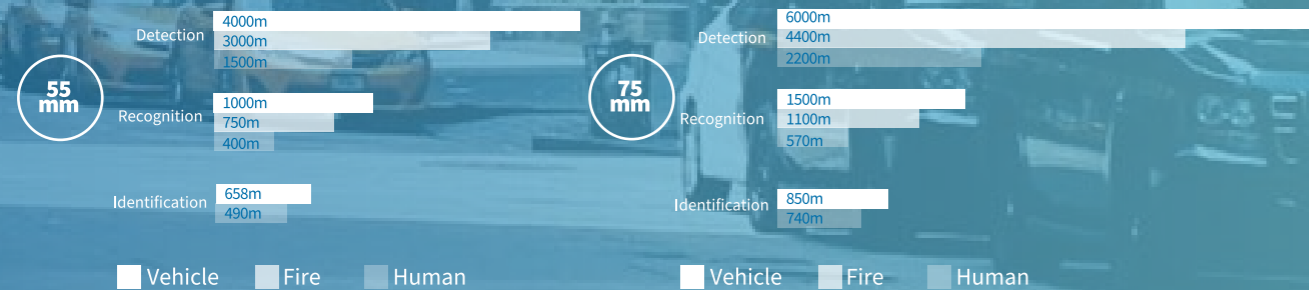 55
mm
Detection
4000m
3000m
1500m
Recognition
1000m
750m
400m
Identification
658m
490m
Vehicle Fire Human
75
mm
Detection
6000m
4400m
2200m
Recognition
1500m
1100m
570m
Identification
850m
740m
Vehicle Fire Human